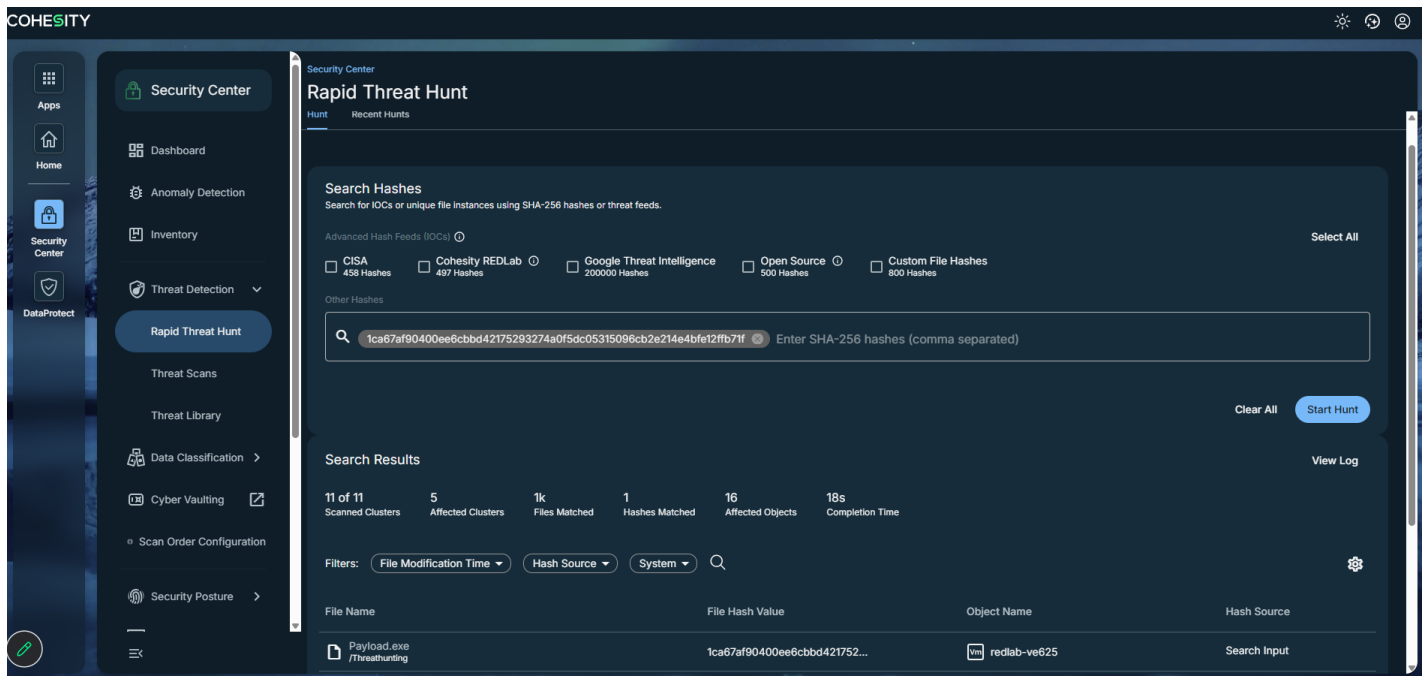 COHESITY
Apps
Home
Security
Center
DataProtect
Security Center
Dashboard
Anomaly Detection
Inventory
Threat Detection
Rapid Threat Hunt
Threat Scans
Threat Library
Data Classification
Cyber Vaulting
Scan Order Configuration
Security Posture
Security Center
Rapid Threat Hunt
Hunt Recent Hunts
Search Hashes
Search for IOCs or unique file instances using SHA-256 hashes or threat feeds.
Advanced Hash Feeds (IOCs) Select All
CISA Cohesity REDLab Google Threat Intelligence Open Source Custom File Hashes
458 Hashes 497 Hashes 200000 Hashes 500 Hashes 800 Hashes
Other Hashes
1ca67af90400ee6cbbd42175293274a0f5dc05315096cb2e214e4bfe12ffb71f Enter SHA-256 hashes (comma separated)
Clear All Start Hunt
Search Results View Log
11 of 11 5 1k 1 16 18s
Scanned Clusters Affected Clusters Files Matched Hashes Matched Affected Objects Completion Time
Filters: File Modification Time Hash Source System
File Name File Hash Value Object Name Hash Source
Payload.exe
/Threathunting 1ca67af90400ee6cbbd421752... vm redlab-ve625 Search Input